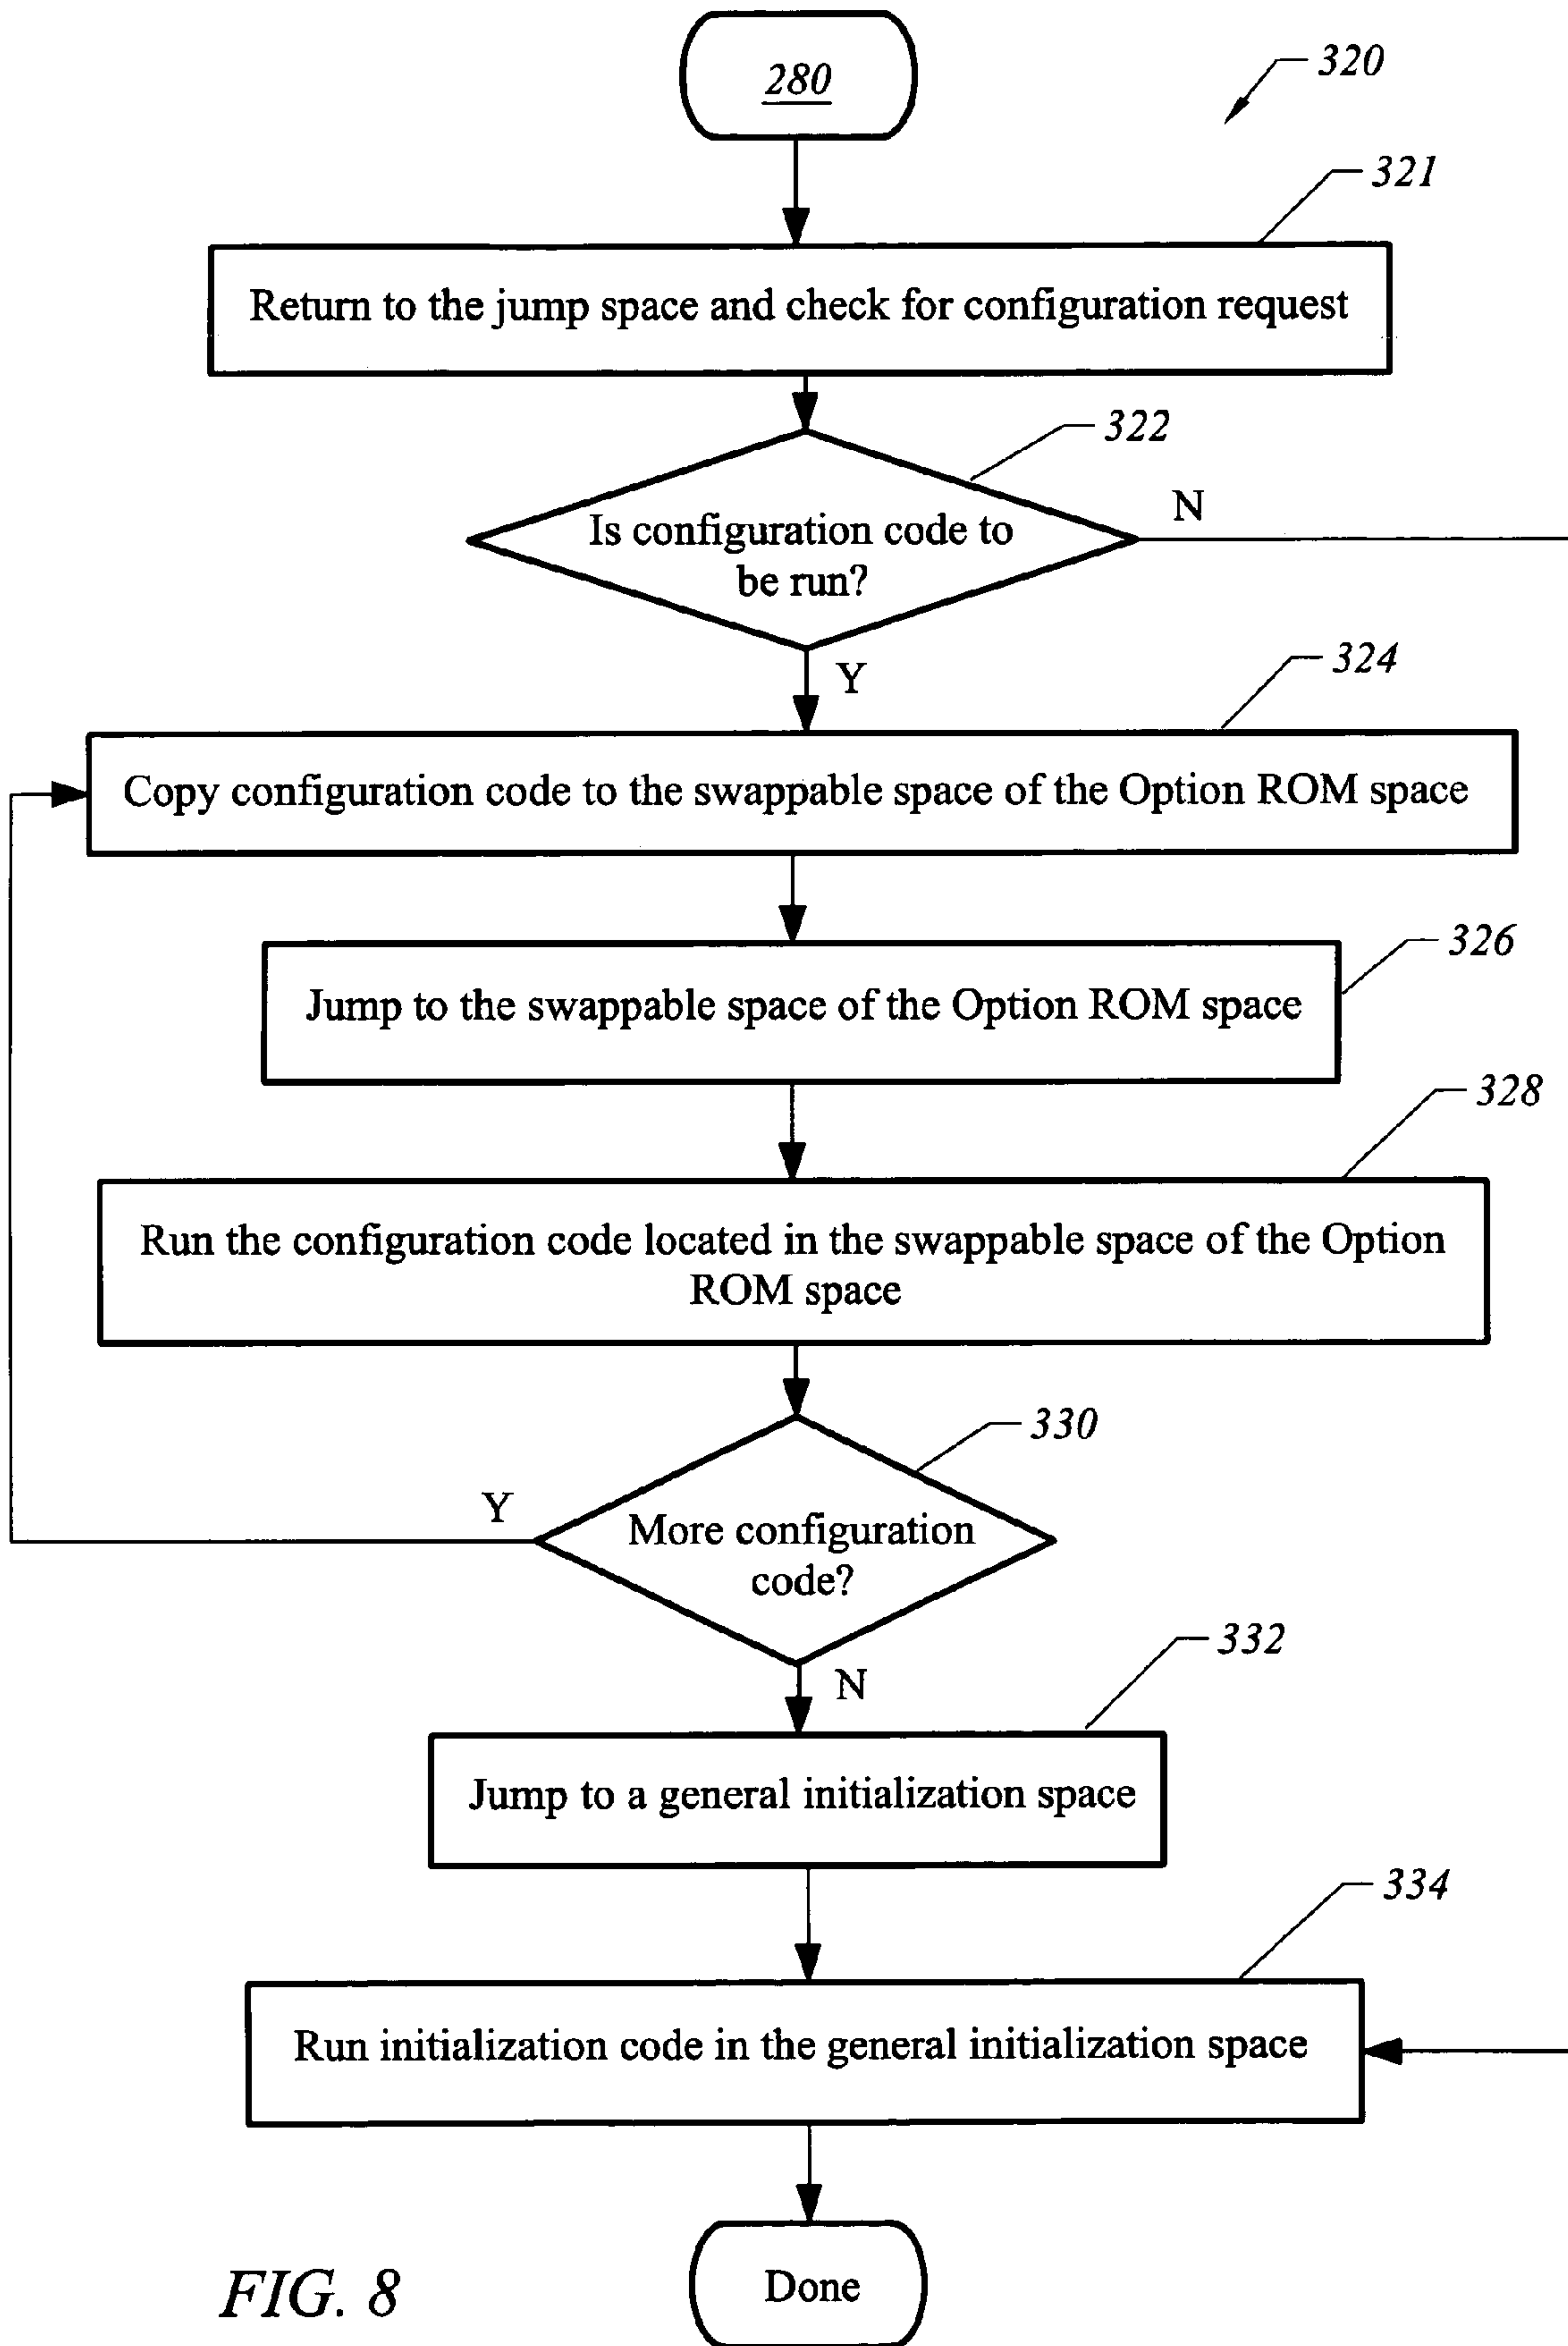 280
320
321
Return to the jump space and check for configuration request
322
Is configuration code to
be run?
N
Y
324
Copy configuration code to the swappable space of the Option ROM space
326
Jump to the swappable space of the Option ROM space
328
Run the configuration code located in the swappable space of the Option
ROM space
330
Y
More configuration
code?
332
N
Jump to a general initialization space
334
Run initialization code in the general initialization space
Done
FIG. 8